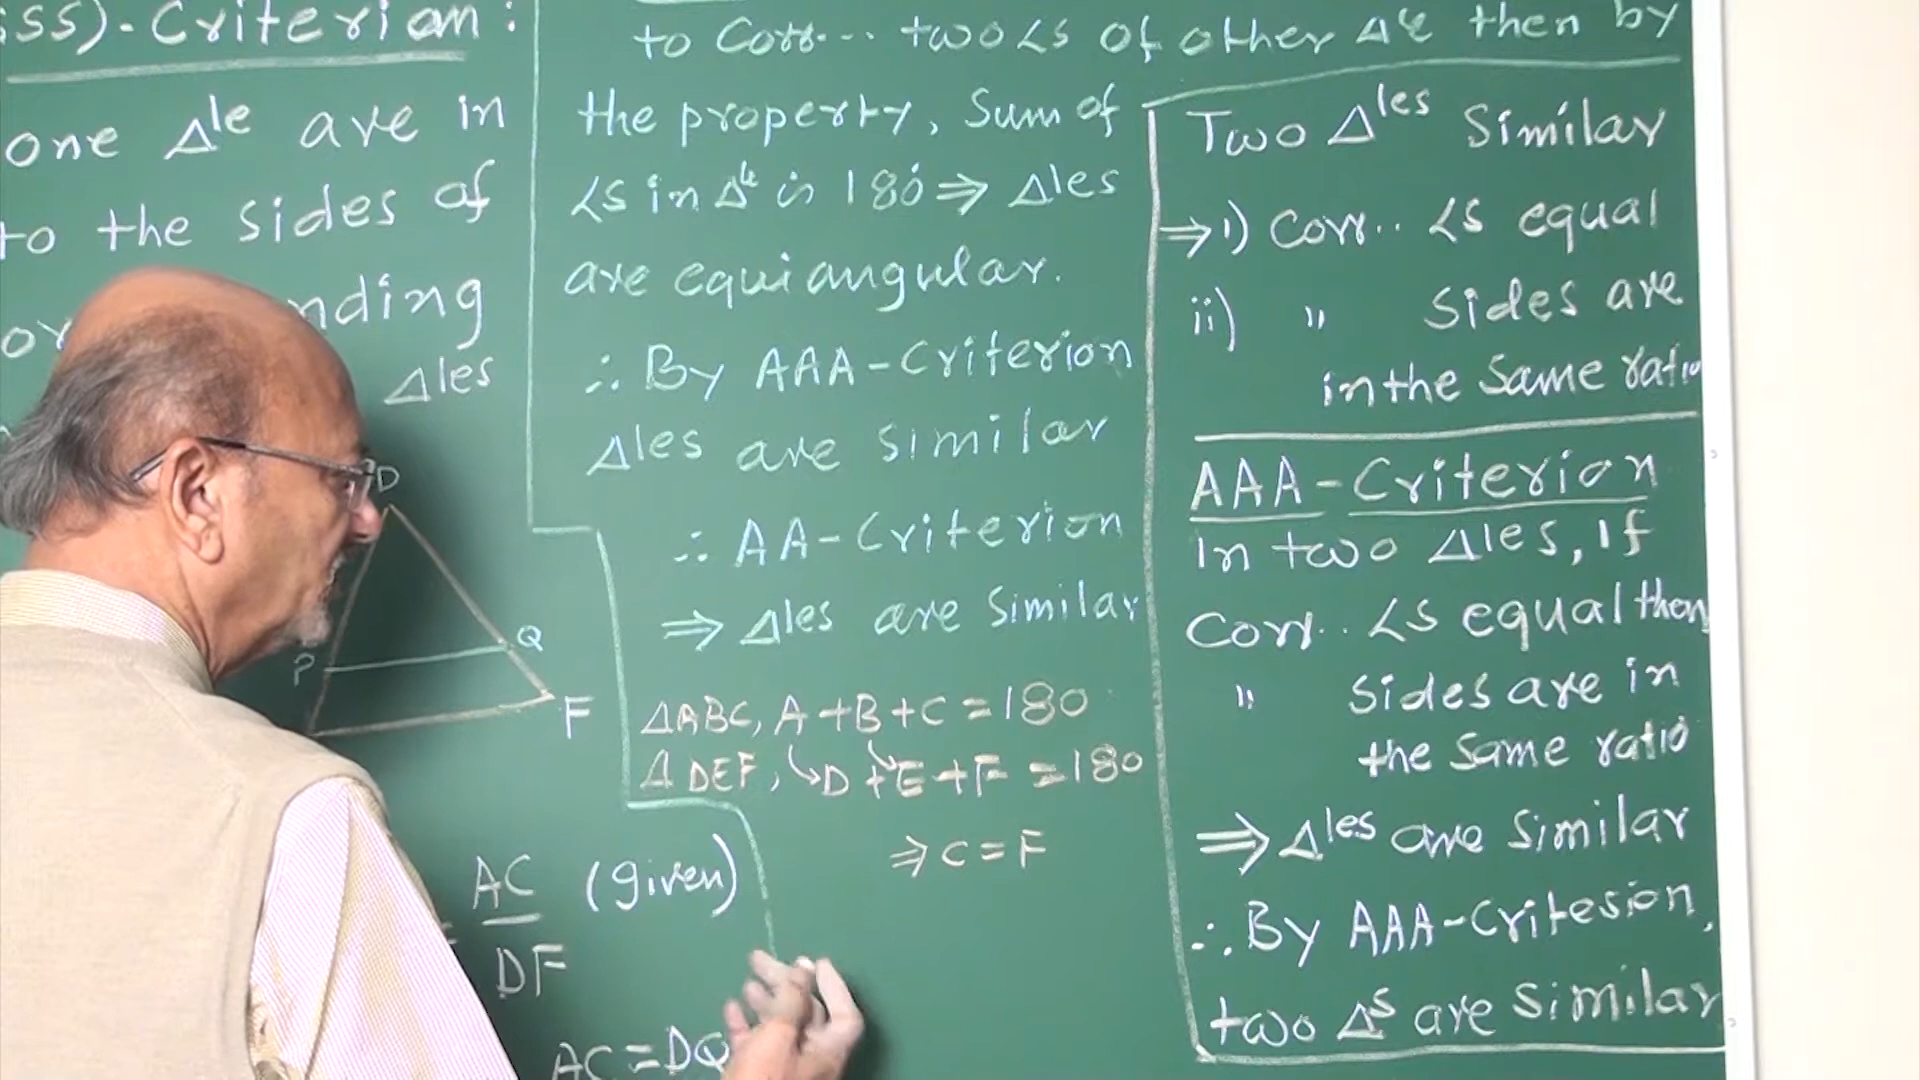 SS)-Criterion:
one Δle are in
to the sides of
nding
Δles
D
P
Q
F
AC
—
DF
(given)
AC=DQ
to Corr... two ∠s of other Δle then by
the property, Sum of
∠s in Δle is 180° ⇒ Δles
are equiangular.
∴ By AAA-Criterion
Δles are similar
∴ AA-Criterion
⇒ Δles are Similar
ΔABC, A+B+C=180
ΔDEF, ↳D+E+F=180
⇒ C=F
Two Δles Similar
⇒ i) Corr.. ∠s equal
ii) " Sides are
in the Same ratio
AAA-Criterion
In two Δles, If
Corr.. ∠s equal then
" Sides are in
the Same ratio
⇒ Δles are Similar
∴ By AAA-Critesion,
two Δs are Similar